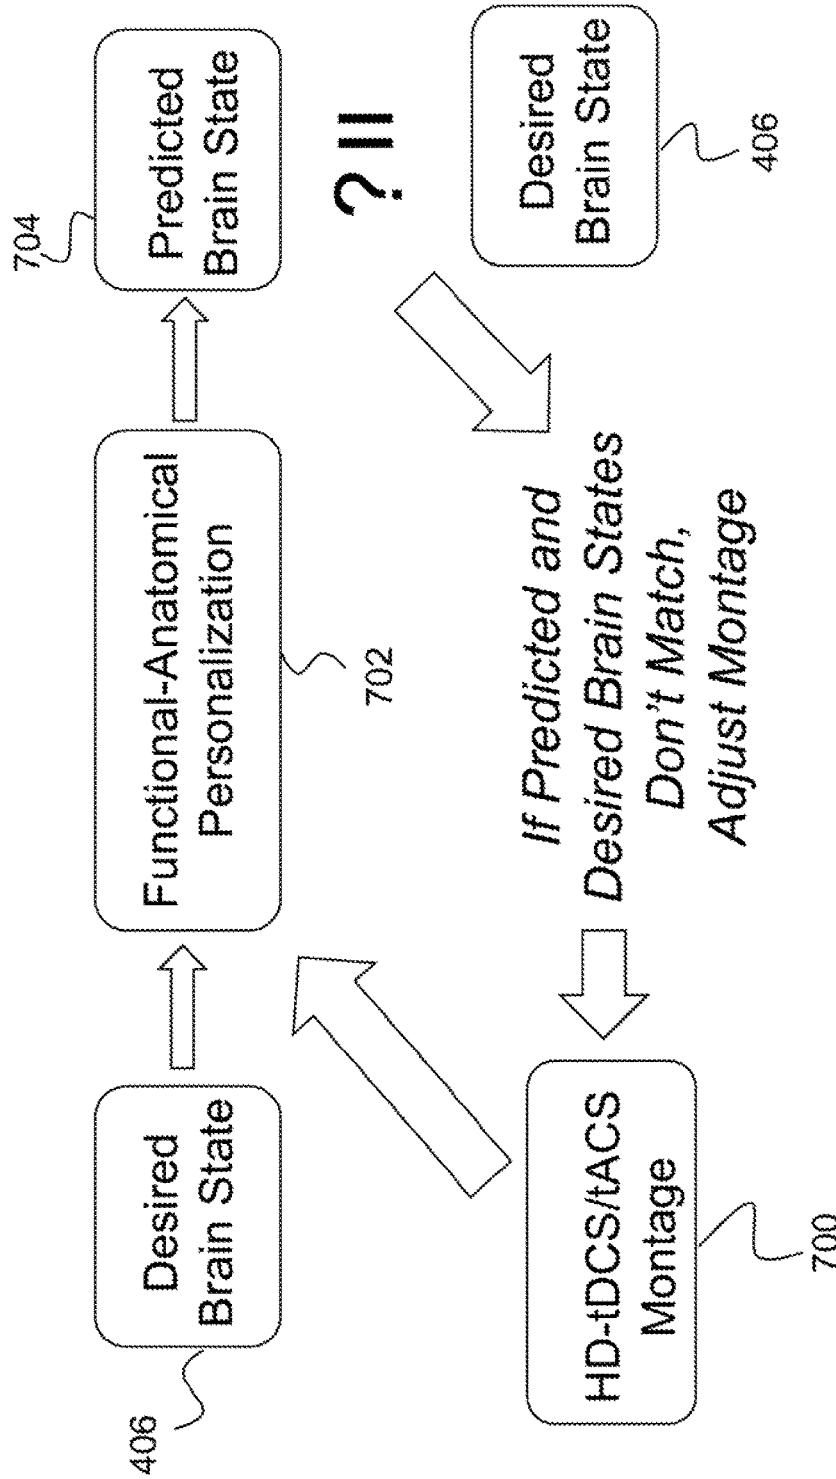 406
Desired
Brain State
Functional-Anatomical
Personalization
702
704
Predicted
Brain State
? =
Desired
Brain State
406
If Predicted and
Desired Brain States
Don't Match,
Adjust Montage
HD-tDCS/tACS
Montage
700